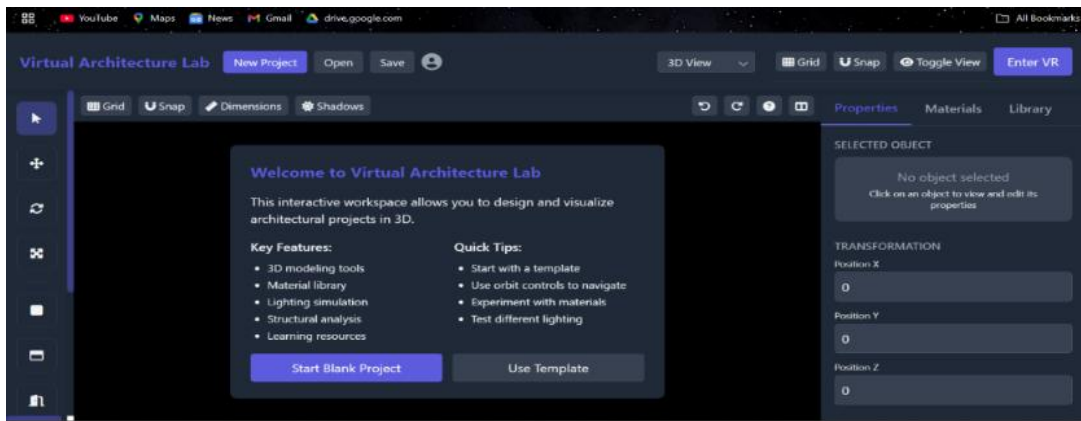 YouTube Maps News Gmail drive.google.com All Bookmarks
Virtual Architecture Lab New Project Open Save 3D View Grid Snap Toggle View Enter VR
Grid Snap Dimensions Shadows
Properties Materials Library
SELECTED OBJECT
No object selected
Click on an object to view and edit its
properties
TRANSFORMATION
Position X
0
Position Y
0
Position Z
0
Welcome to Virtual Architecture Lab
This interactive workspace allows you to design and visualize
architectural projects in 3D.
Key Features:
• 3D modeling tools
• Material library
• Lighting simulation
• Structural analysis
• Learning resources
Quick Tips:
• Start with a template
• Use orbit controls to navigate
• Experiment with materials
• Test different lighting
Start Blank Project Use Template